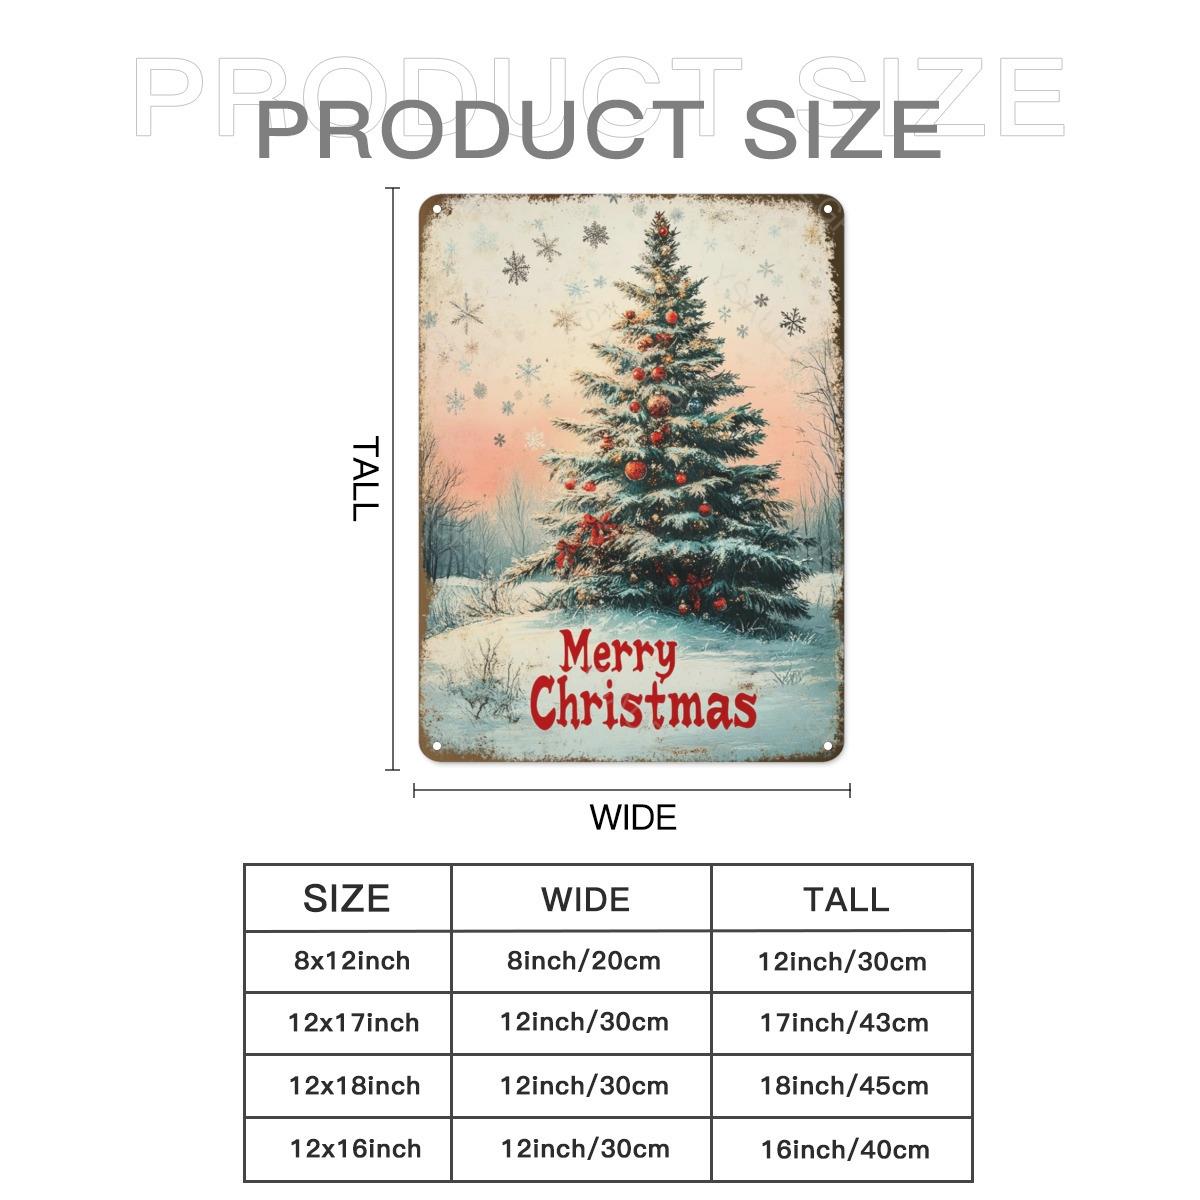 PRODUCT SIZE
PRODUCT SIZE
TALL
Merry
Christmas
WIDE
SIZE WIDE TALL
8x12inch 8inch/20cm 12inch/30cm
12x17inch 12inch/30cm 17inch/43cm
12x18inch 12inch/30cm 18inch/45cm
12x16inch 12inch/30cm 16inch/40cm